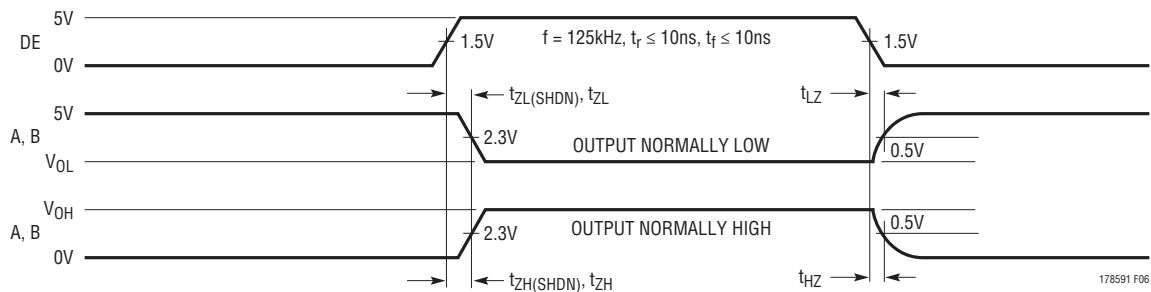 5V
DE
0V
1.5V
f = 125kHz, tr ≤ 10ns, tf ≤ 10ns
1.5V
tZL(SHDN), tZL
tLZ
5V
A, B
VOL
2.3V
OUTPUT NORMALLY LOW
0.5V
VOH
A, B
0V
2.3V
OUTPUT NORMALLY HIGH
0.5V
tZH(SHDN), tZH
tHZ
178591 F06